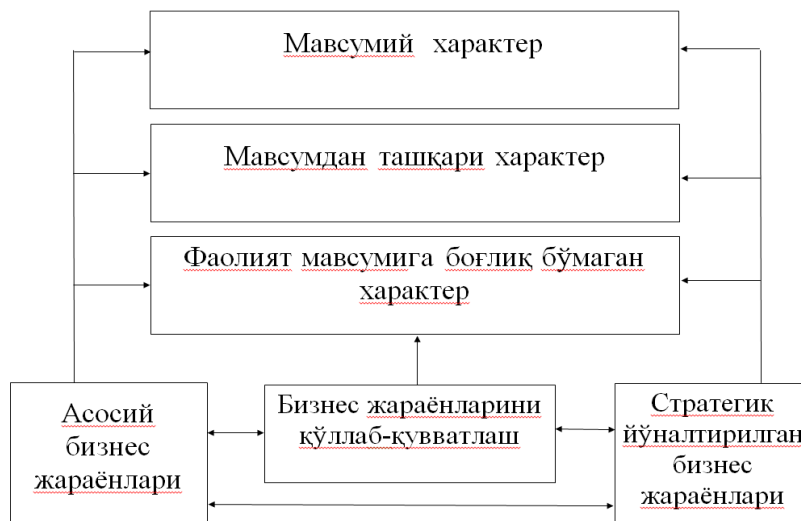 Мавсумий характер
Мавсумдан ташқари характер
Фаолият мавсумига боғлиқ бўмаган
характер
Асосий
бизнес
жараёнлари
Бизнес жараёнларини
қўллаб-қувватлаш
Стратегик
йўналтирилган
бизнес
жараёнлари